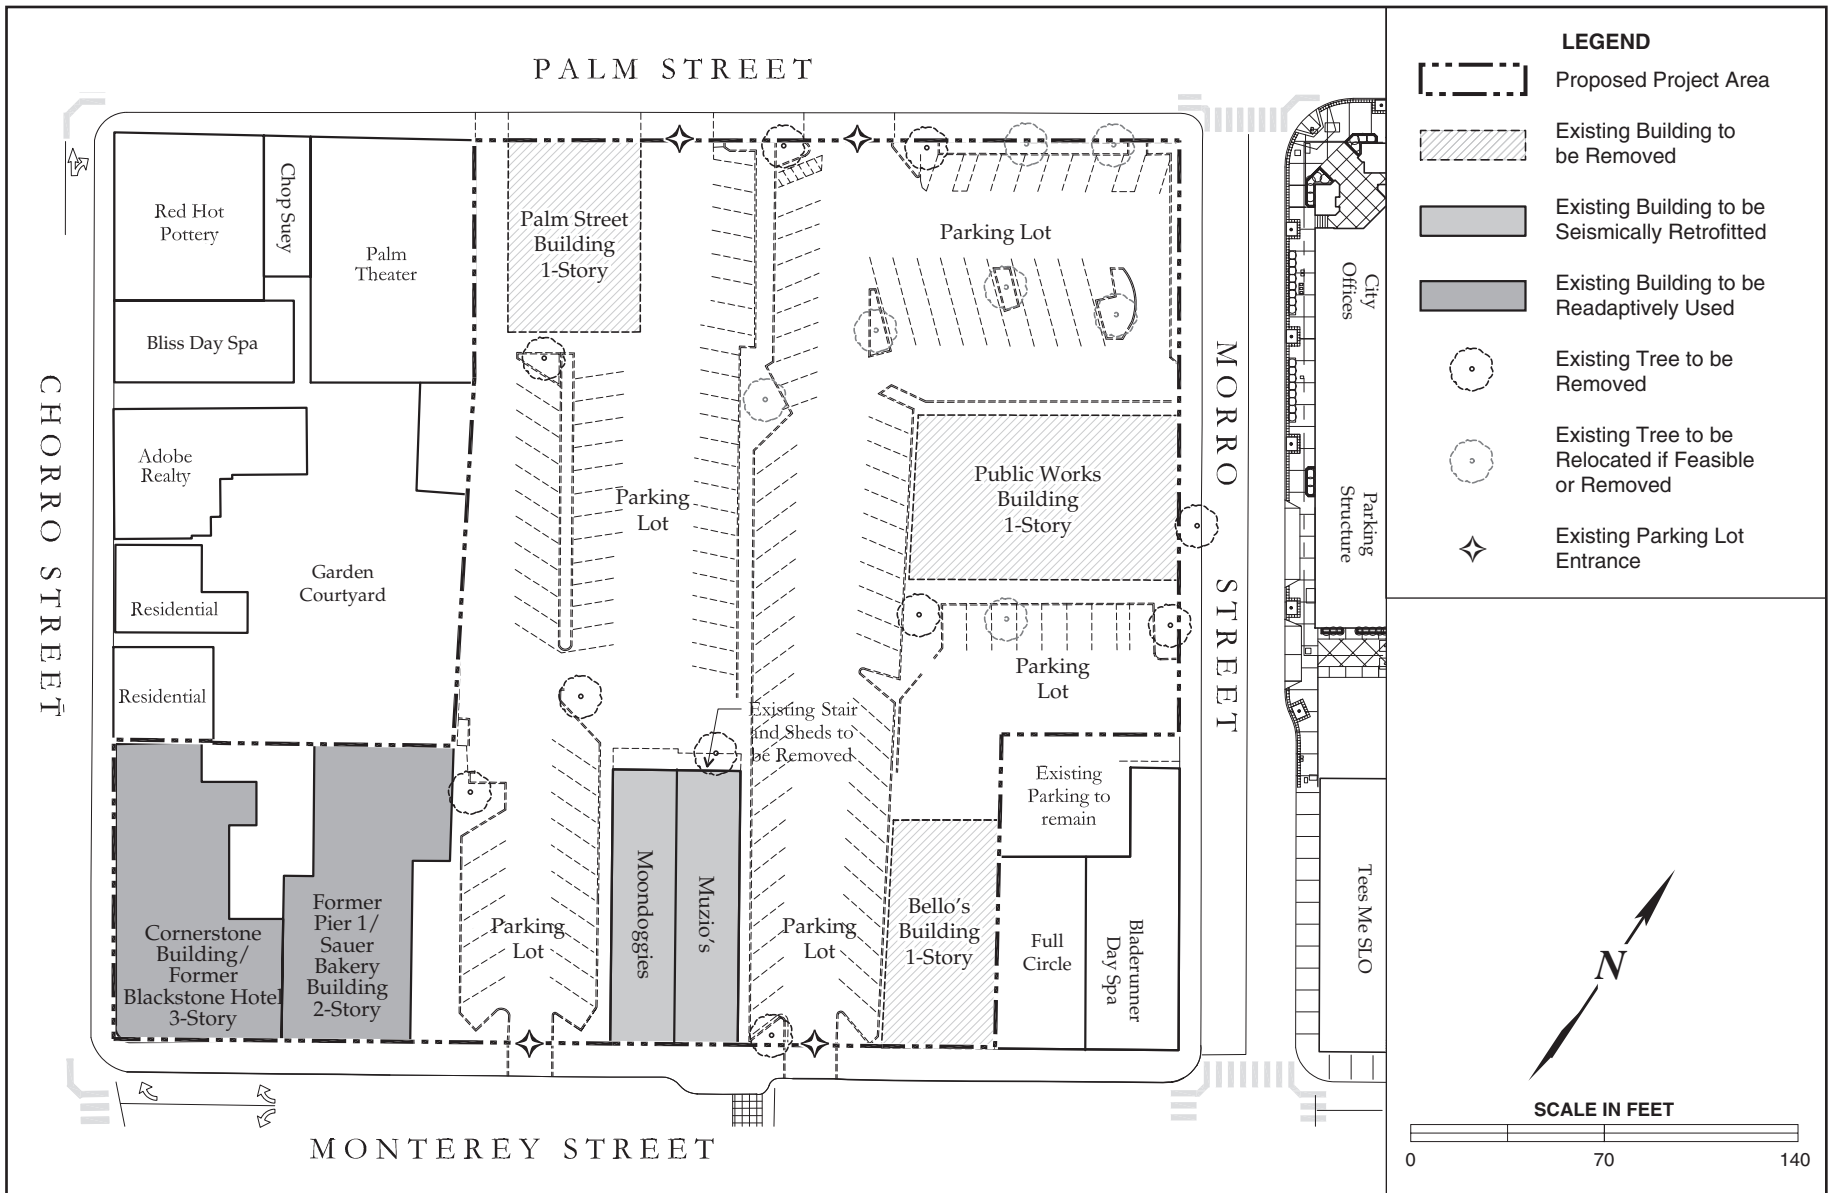 PALM STREET
Red Hot
Pottery
Chop Suey
Palm
Theater
Bliss Day Spa
Adobe
Realty
Garden
Courtyard
Residential
Residential
CHORRO STREET
Palm Street
Building
1-Story
Parking
Lot
Parking Lot
Public Works
Building
1-Story
Parking
Lot
Existing Stair
and Sheds to
be Removed
Existing
Parking to
remain
Cornerstone
Building/
Former
Blackstone Hotel
3-Story
Former
Pier 1/
Sauer
Bakery
Building
2-Story
Parking
Lot
Moondoggies
Muzio's
Parking
Lot
Bello's
Building
1-Story
Full
Circle
Bladerunner
Day Spa
MORRO STREET
City
Offices
Parking
Structure
Tees Me SLO
MONTEREY STREET
LEGEND
Proposed Project Area
Existing Building to
be Removed
Existing Building to be
Seismically Retrofitted
Existing Building to be
Readaptively Used
Existing Tree to be
Removed
Existing Tree to be
Relocated if Feasible
or Removed
Existing Parking Lot
Entrance
N
SCALE IN FEET
0 70 140